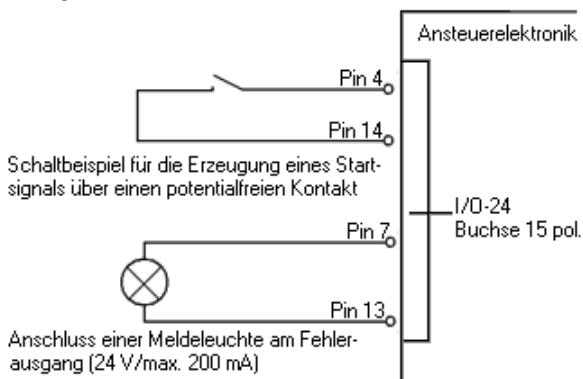 Ansteuerelektronik
Pin 4
Pin 14
Schaltbeispiel für die Erzeugung eines Start-
signals über einen potentialfreien Kontakt
I/O-24
Buchse 15 pol.
Pin 7
Pin 13
Anschluss einer Meldeleuchte am Fehler-
ausgang (24 V/max. 200 mA)